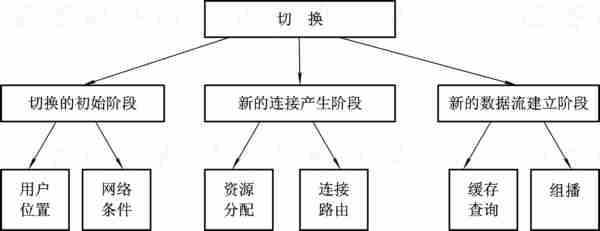 切 换
切换的初始阶段
新的连接产生阶段
新的数据流建立阶段
用户
位置
网络
条件
资源
分配
连接
路由
缓存
查询
组播